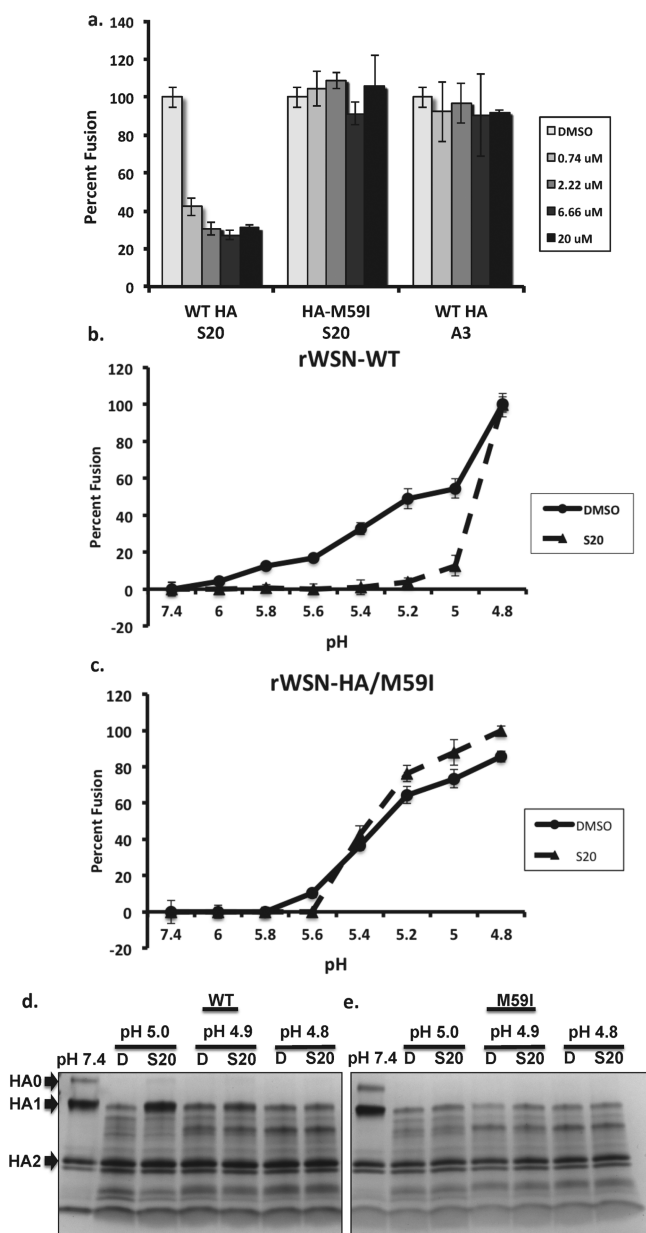 a.
140
120
100
80
60
40
20
0
Percent Fusion
DMSO
0.74 uM
2.22 uM
6.66 uM
20 uM
WT HA HA-M59I WT HA
S20 S20 A3
b.
rWSN-WT
120
100
80
60
40
20
0
-20
Percent Fusion
7.4 6 5.8 5.6 5.4 5.2 5 4.8
pH
DMSO
S20
c.
rWSN-HA/M59I
120
100
80
60
40
20
0
-20
Percent Fusion
7.4 6 5.8 5.6 5.4 5.2 5 4.8
pH
DMSO
S20
d. WT
pH 5.0 pH 4.9 pH 4.8
pH 7.4 D S20 D S20 D S20
HA0
HA1
HA2
e. M59I
pH 5.0 pH 4.9 pH 4.8
pH 7.4 D S20 D S20 D S20